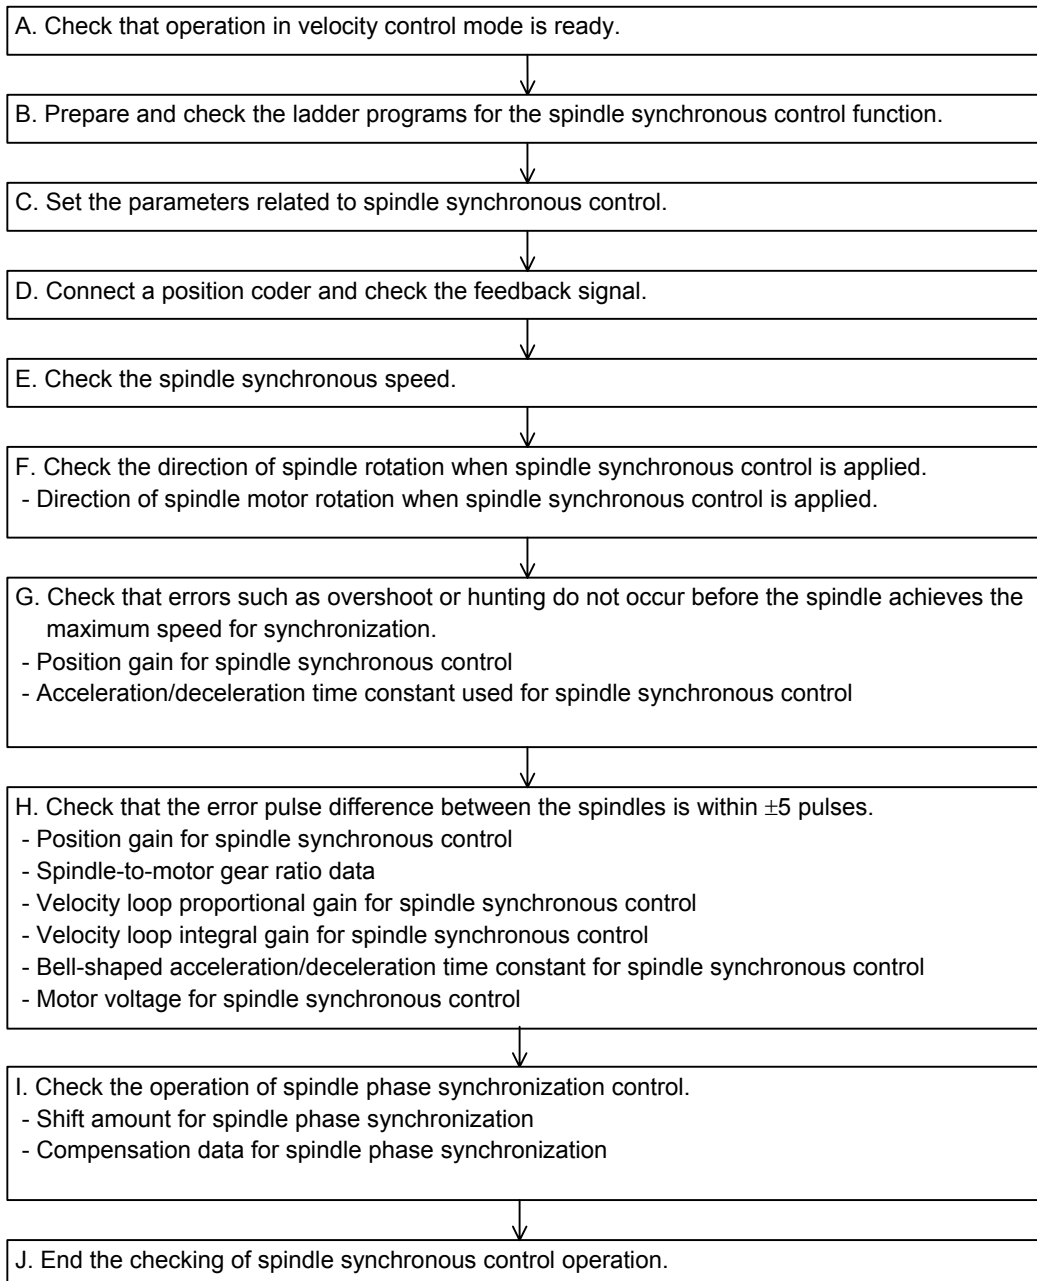 A. Check that operation in velocity control mode is ready.
B. Prepare and check the ladder programs for the spindle synchronous control function.
C. Set the parameters related to spindle synchronous control.
D. Connect a position coder and check the feedback signal.
E. Check the spindle synchronous speed.
F. Check the direction of spindle rotation when spindle synchronous control is applied.
- Direction of spindle motor rotation when spindle synchronous control is applied.
G. Check that errors such as overshoot or hunting do not occur before the spindle achieves the
maximum speed for synchronization.
- Position gain for spindle synchronous control
- Acceleration/deceleration time constant used for spindle synchronous control
H. Check that the error pulse difference between the spindles is within ±5 pulses.
- Position gain for spindle synchronous control
- Spindle-to-motor gear ratio data
- Velocity loop proportional gain for spindle synchronous control
- Velocity loop integral gain for spindle synchronous control
- Bell-shaped acceleration/deceleration time constant for spindle synchronous control
- Motor voltage for spindle synchronous control
I. Check the operation of spindle phase synchronization control.
- Shift amount for spindle phase synchronization
- Compensation data for spindle phase synchronization
J. End the checking of spindle synchronous control operation.